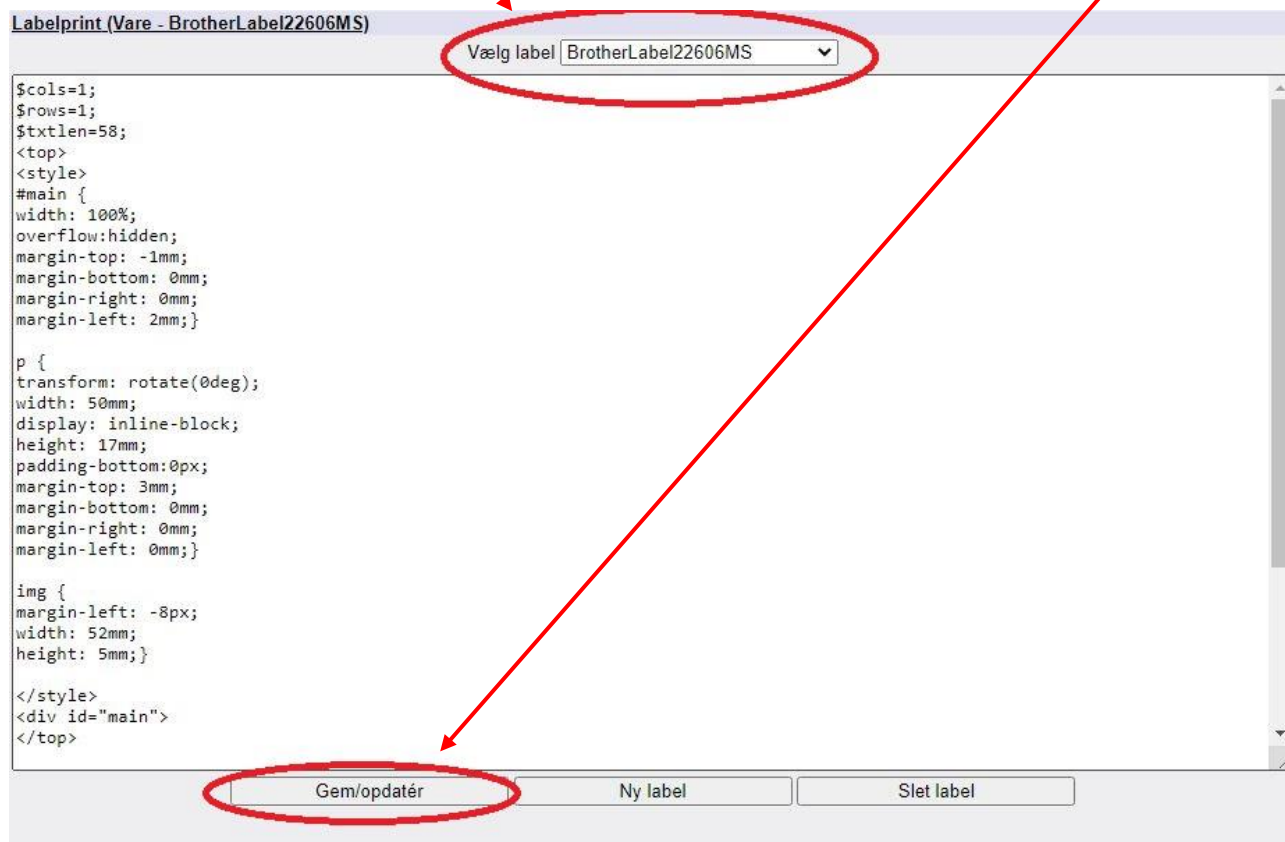 Labelprint (Vare - BrotherLabel22606MS)
Vælg label BrotherLabel22606MS
$cols=1;
$rows=1;
$txtlen=58;
<top>
<style>
#main {
width: 100%;
overflow:hidden;
margin-top: -1mm;
margin-bottom: 0mm;
margin-right: 0mm;
margin-left: 2mm;}

p {
transform: rotate(0deg);
width: 50mm;
display: inline-block;
height: 17mm;
padding-bottom:0px;
margin-top: 3mm;
margin-bottom: 0mm;
margin-right: 0mm;
margin-left: 0mm;}

img {
margin-left: -8px;
width: 52mm;
height: 5mm;}

</style>
<div id="main">
</top>
Gem/opdatér Ny label Slet label